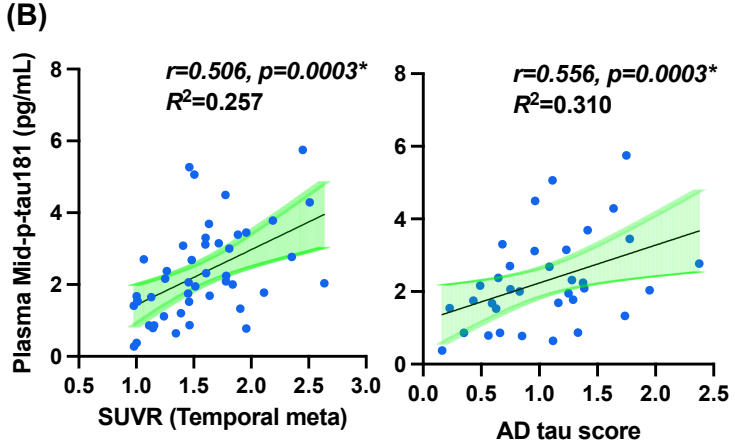 (B)
Plasma Mid-p-tau181 (pg/mL)
r=0.506, p=0.0003*
R²=0.257
8
6
4
2
0
0.5
1.0
1.5
2.0
2.5
3.0
SUVR (Temporal meta)
r=0.556, p=0.0003*
R²=0.310
8
6
4
2
0
0.0
0.5
1.0
1.5
2.0
2.5
AD tau score